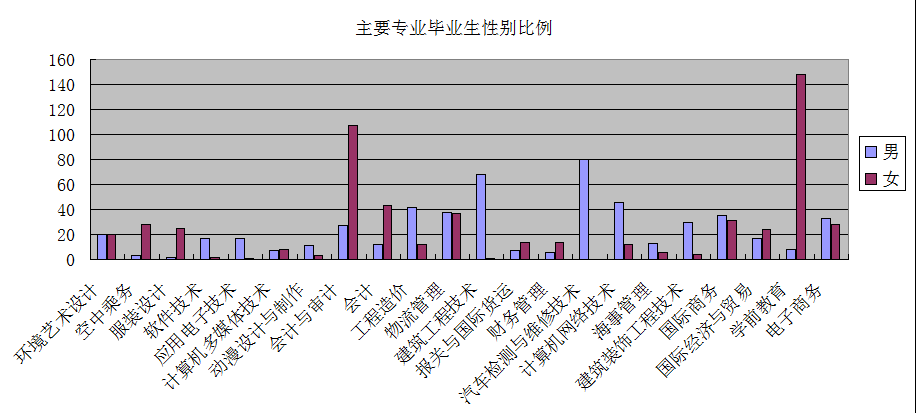 主要专业毕业生性别比例
160
140
120
100
80
60
40
20
0
男
女
环境艺术设计
空中乘务
服装设计
软件技术
应用电子技术
计算机多媒体技术
动漫设计与制作
会计与审计
会计
工程造价
物流管理
建筑工程技术
报关与国际货运
财务管理
汽车检测与维修技术
计算机网络技术
海事管理
建筑装饰工程技术
国际商务
国际经济与贸易
学前教育
电子商务